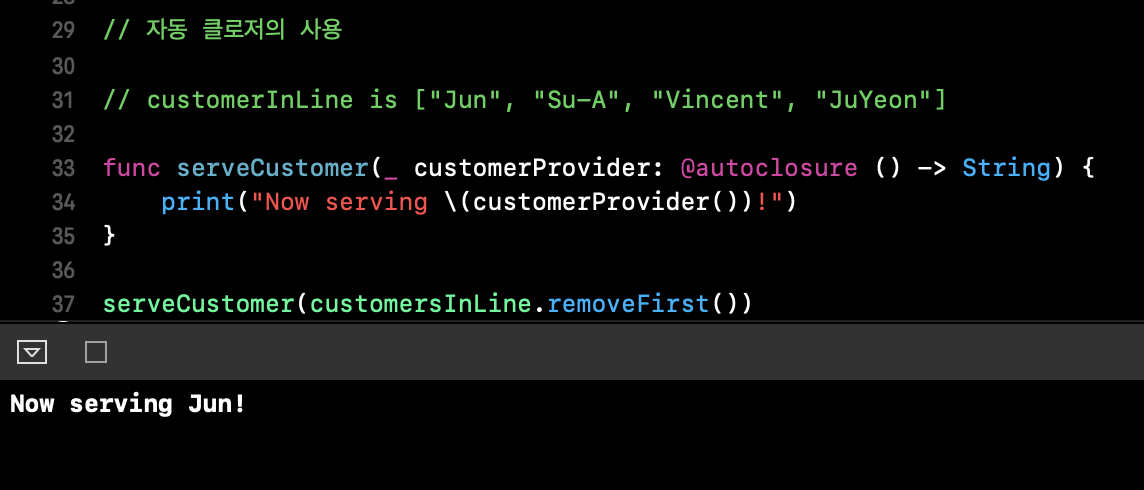 29 // 자동 클로저의 사용
30
31 // customerInLine is ["Jun", "Su-A", "Vincent", "JuYeon"]
32
33 func serveCustomer(_ customerProvider: @autoclosure () -> String) {
34     print("Now serving \(customerProvider())!")
35 }
36
37 serveCustomer(customersInLine.removeFirst())
Now serving Jun!